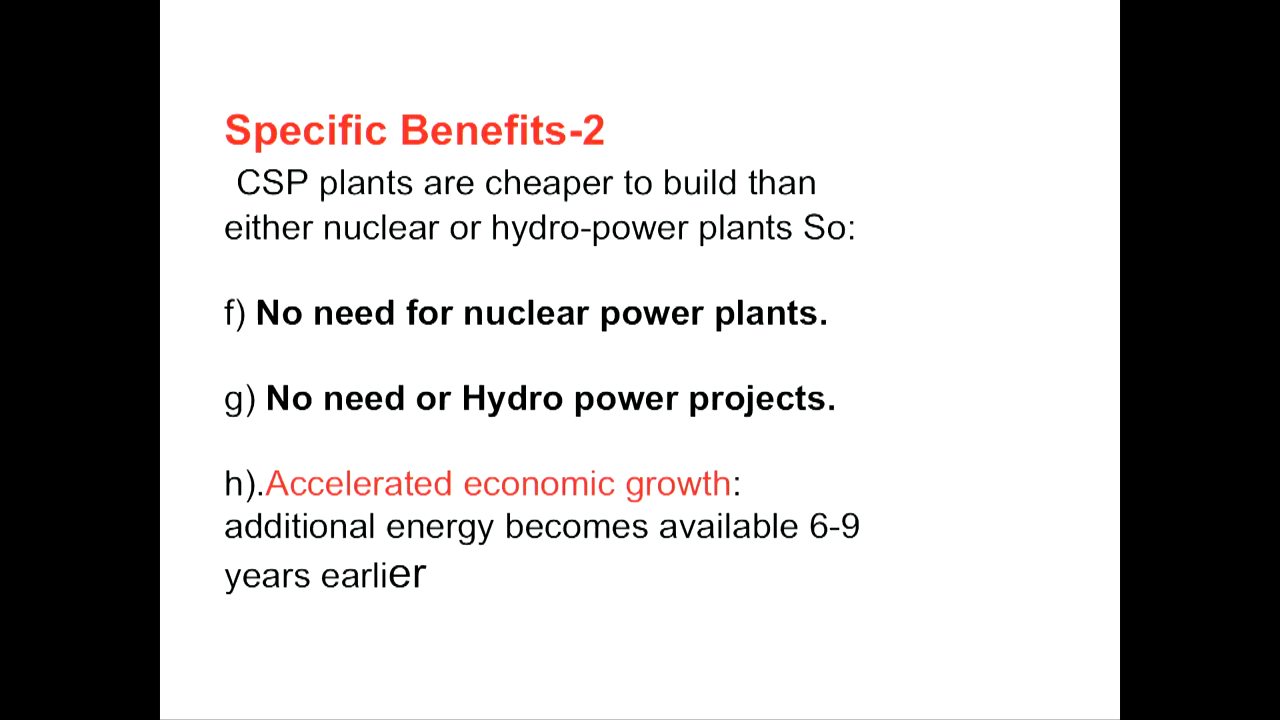 Specific Benefits-2
CSP plants are cheaper to build than
either nuclear or hydro-power plants So:
f) No need for nuclear power plants.
g) No need or Hydro power projects.
h).Accelerated economic growth:
additional energy becomes available 6-9
years earlier